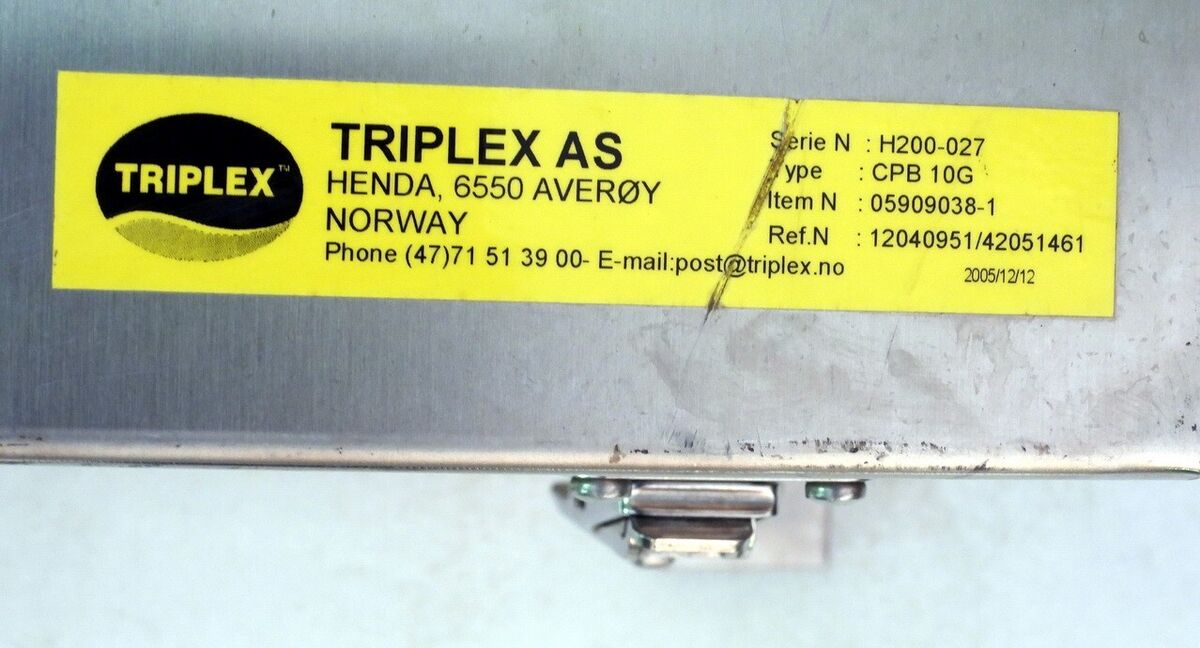 TRIPLEX™
TRIPLEX AS
HENDA, 6550 AVERØY
NORWAY
Phone (47)71 51 39 00- E-mail:post@triplex.no
Serie N : H200-027
Type : CPB 10G
Item N : 05909038-1
Ref.N : 12040951/42051461
2005/12/12